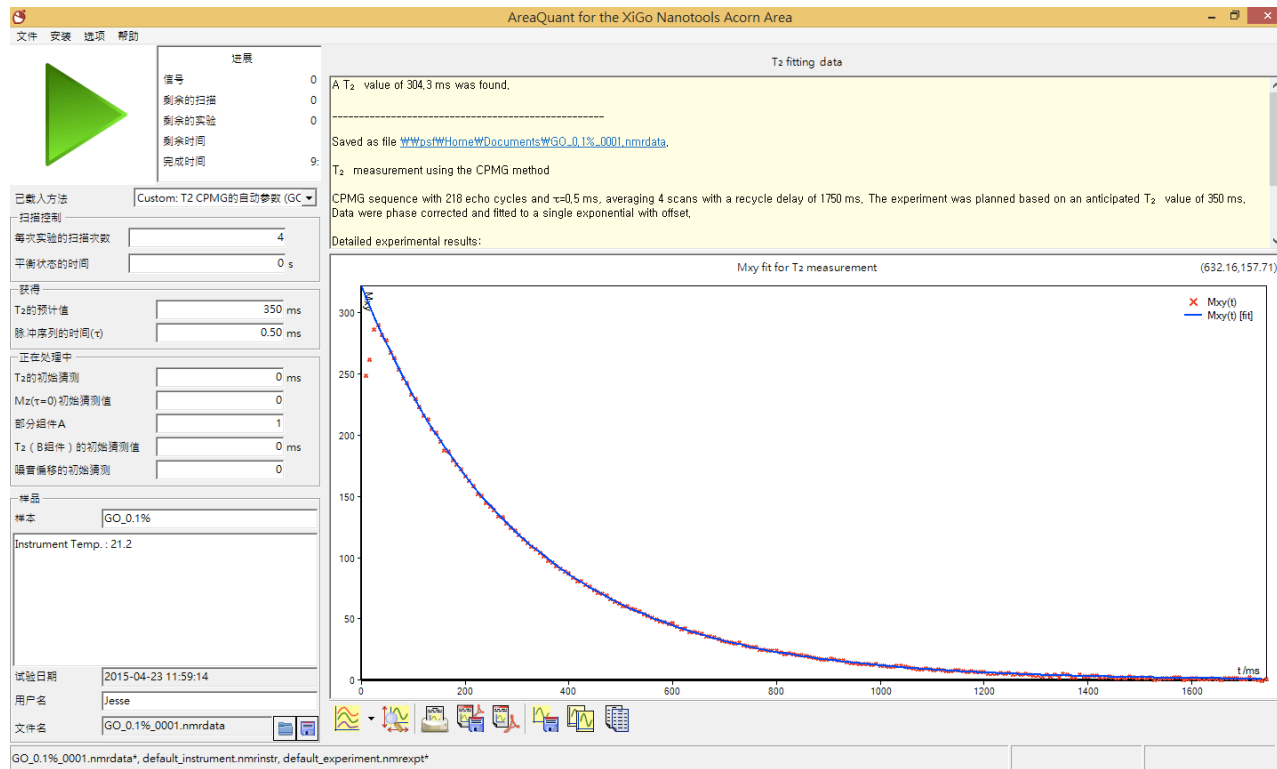 AreaQuant for the XiGo Nanotools Acorn Area
文件 安装 选项 帮助
进展
信号 0
剩余的扫描 0
剩余的实验 0
剩余时间
完成时间 9:
已载入方法 Custom: T2 CPMG的自动参数 (GC
扫描控制
每次实验的扫描次数 4
平衡状态的时间 0 s
获得
T₂的预计值 350 ms
脉冲序列的时间(τ) 0.50 ms
正在处理中
T₂的初始猜测 0 ms
Mz(τ=0)初始猜测值 0
部分组件A 1
T₂ ( B组件 ) 的初始猜测值 0 ms
噪音偏移的初始猜测 0
样品
样本 GO_0.1%
Instrument Temp. : 21.2
试验日期 2015-04-23 11:59:14
用户名 Jesse
文件名 GO_0.1%_0001.nmrdata
T₂ fitting data
A T₂ value of 304.3 ms was found.
--------------------------------------------------
Saved as file ₩₩psf₩Home₩Documents₩GO_0.1%_0001.nmrdata.
T₂ measurement using the CPMG method
CPMG sequence with 218 echo cycles and τ=0.5 ms, averaging 4 scans with a recycle delay of 1750 ms. The experiment was planned based on an anticipated T₂ value of 350 ms.
Data were phase corrected and fitted to a single exponential with offset.
Detailed experimental results:
Mxy fit for T₂ measurement (632.16,157.71)
Mxy
Mxy(t)
Mxy(t) [fit]
300
250
200
150
100
50
0
t /ms
0 200 400 600 800 1000 1200 1400 1600
GO_0.1%_0001.nmrdata*, default_instrument.nmrinstr, default_experiment.nmrexpt*